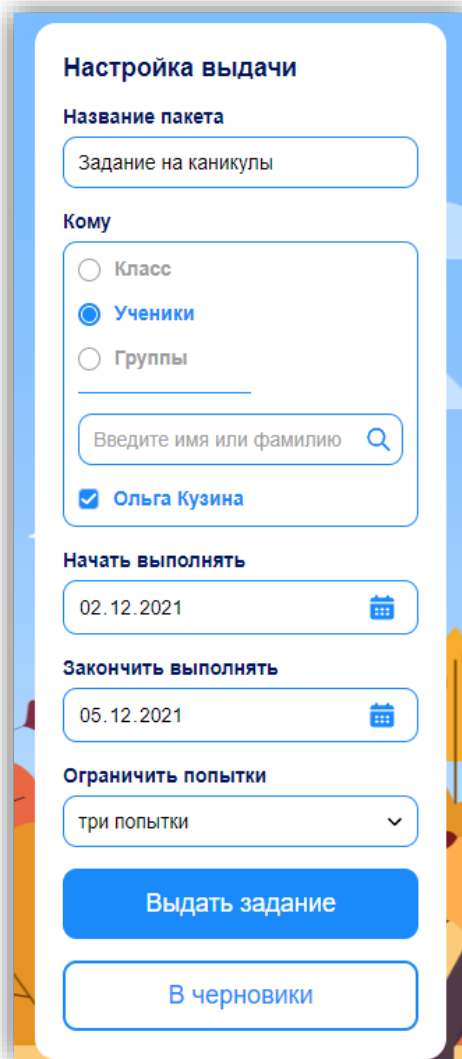 Настройка выдачи
Название пакета
Задание на каникулы
Кому
Класс
Ученики
Группы
Введите имя или фамилию
Ольга Кузина
Начать выполнять
02.12.2021
Закончить выполнять
05.12.2021
Ограничить попытки
три попытки
Выдать задание
В черновики